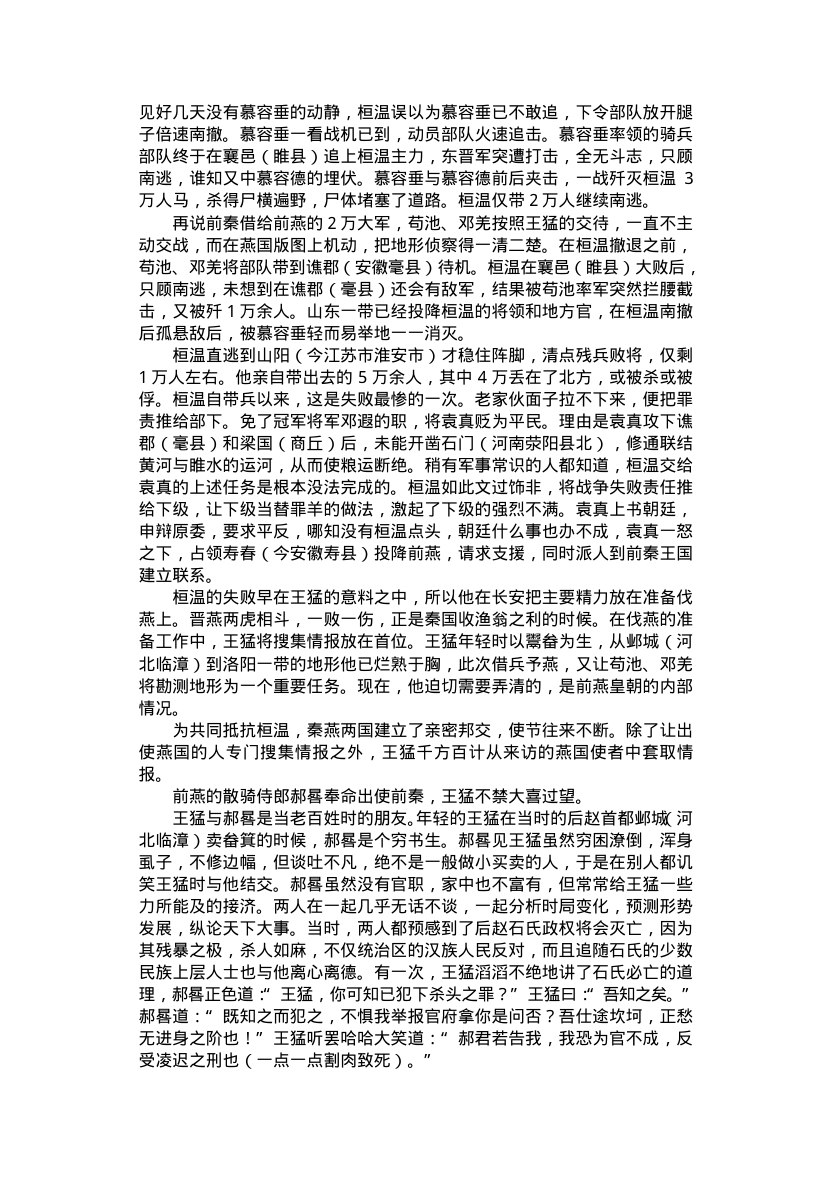 见好几天没有慕容垂的动静，桓温误以为慕容垂已不敢追，下令部队放开腿
子倍速南撤。慕容垂一看战机已到，动员部队火速追击。慕容垂率领的骑兵
部队终于在襄邑（睢县）追上桓温主力，东晋军突遭打击，全无斗志，只顾
南逃，谁知又中慕容德的埋伏。慕容垂与慕容德前后夹击，一战歼灭桓温 3
万人马，杀得尸横遍野，尸体堵塞了道路。桓温仅带 2 万人继续南逃。
再说前秦借给前燕的 2 万大军，苟池、邓羌按照王猛的交待，一直不主
动交战，而在燕国版图上机动，把地形侦察得一清二楚。在桓温撤退之前，
苟池、邓羌将部队带到谯郡（安徽毫县）待机。桓温在襄邑（睢县）大败后，
只顾南逃，未想到在谯郡（毫县）还会有敌军，结果被苟池率军突然拦腰截
击，又被歼 1 万余人。山东一带已经投降桓温的将领和地方官，在桓温南撤
后孤悬敌后，被慕容垂轻而易举地一一消灭。
桓温直逃到山阳（今江苏市淮安市）才稳住阵脚，清点残兵败将，仅剩
1 万人左右。他亲自带出去的 5 万余人，其中 4 万丢在了北方，或被杀或被
俘。桓温自带兵以来，这是失败最惨的一次。老家伙面子拉不下来，便把罪
责推给部下。免了冠军将军邓遐的职，将袁真贬为平民。理由是袁真攻下谯
郡（毫县）和梁国（商丘）后，未能开凿石门（河南荥阳县北），修通联结
黄河与睢水的运河，从而使粮运断绝。稍有军事常识的人都知道，桓温交给
袁真的上述任务是根本没法完成的。桓温如此文过饰非，将战争失败责任推
给下级，让下级当替罪羊的做法，激起了下级的强烈不满。袁真上书朝廷，
申辩原委，要求平反，哪知没有桓温点头，朝廷什么事也办不成，袁真一怒
之下，占领寿春（今安徽寿县）投降前燕，请求支援，同时派人到前秦王国
建立联系。
桓温的失败早在王猛的意料之中，所以他在长安把主要精力放在准备伐
燕上。晋燕两虎相斗，一败一伤，正是秦国收渔翁之利的时候。在伐燕的准
备工作中，王猛将搜集情报放在首位。王猛年轻时以鬻畚为生，从邺城（河
北临漳）到洛阳一带的地形他已烂熟于胸，此次借兵予燕，又让苟池、邓羌
将勘测地形为一个重要任务。现在，他迫切需要弄清的，是前燕皇朝的内部
情况。
为共同抵抗桓温，秦燕两国建立了亲密邦交，使节往来不断。除了让出
使燕国的人专门搜集情报之外，王猛千方百计从来访的燕国使者中套取情
报。
前燕的散骑侍郎郝晷奉命出使前秦，王猛不禁大喜过望。
王猛与郝晷是当老百姓时的朋友。年轻的王猛在当时的后赵首都邺城（河
北临漳）卖畚箕的时候，郝晷是个穷书生。郝晷见王猛虽然穷困潦倒，浑身
虱子，不修边幅，但谈吐不凡，绝不是一般做小买卖的人，于是在别人都讥
笑王猛时与他结交。郝晷虽然没有官职，家中也不富有，但常常给王猛一些
力所能及的接济。两人在一起几乎无话不谈，一起分析时局变化，预测形势
发展，纵论天下大事。当时，两人都预感到了后赵石氏政权将会灭亡，因为
其残暴之极，杀人如麻，不仅统治区的汉族人民反对，而且追随石氏的少数
民族上层人士也与他离心离德。有一次，王猛滔滔不绝地讲了石氏必亡的道
理，郝晷正色道：“王猛，你可知已犯下杀头之罪？”王猛曰：“吾知之矣。”
郝晷道：“既知之而犯之，不惧我举报官府拿你是问否？吾仕途坎坷，正愁
无进身之阶也！”王猛听罢哈哈大笑道：“郝君若告我，我恐为官不成，反
受凌迟之刑也（一点一点割肉致死）。”